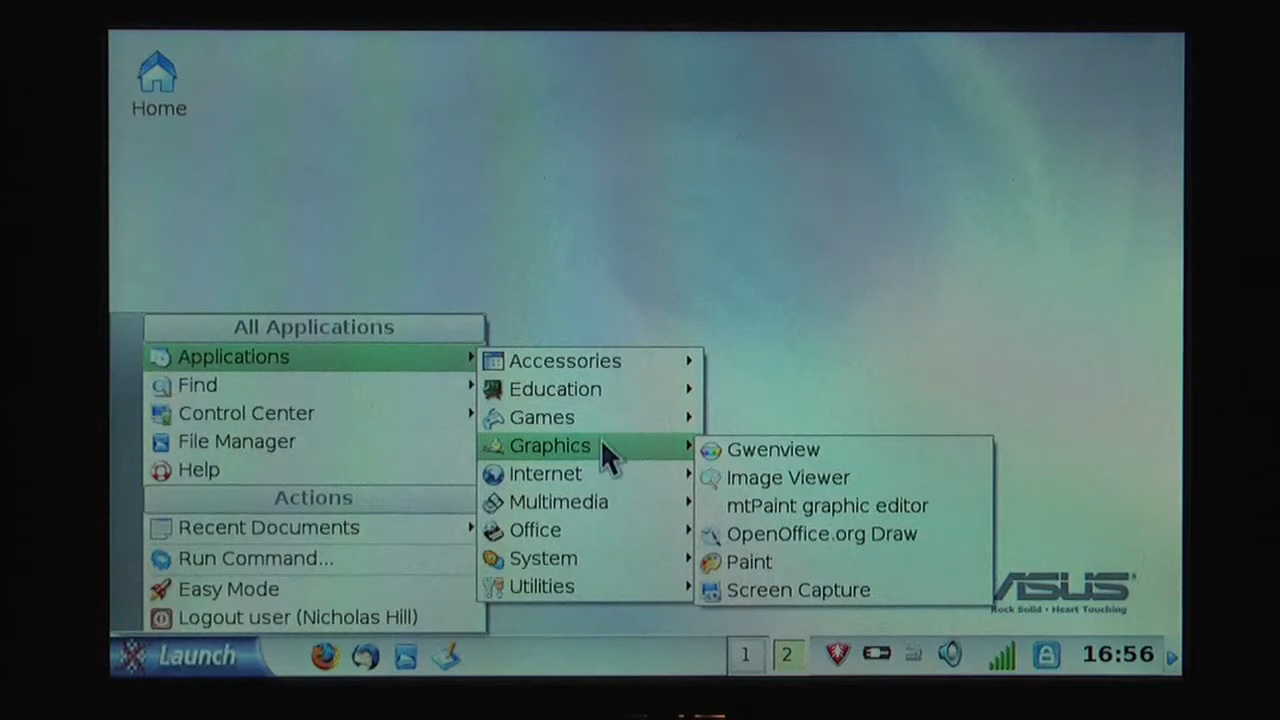 Home
All Applications
Applications
Find
Control Center
File Manager
Help
Actions
Recent Documents
Run Command...
Easy Mode
Logout user (Nicholas Hill)
Accessories
Education
Games
Graphics
Internet
Multimedia
Office
System
Utilities
Gwenview
Image Viewer
mtPaint graphic editor
OpenOffice.org Draw
Paint
Screen Capture
ASUS
Rock Solid • Heart Touching
Launch
1
2
16:56